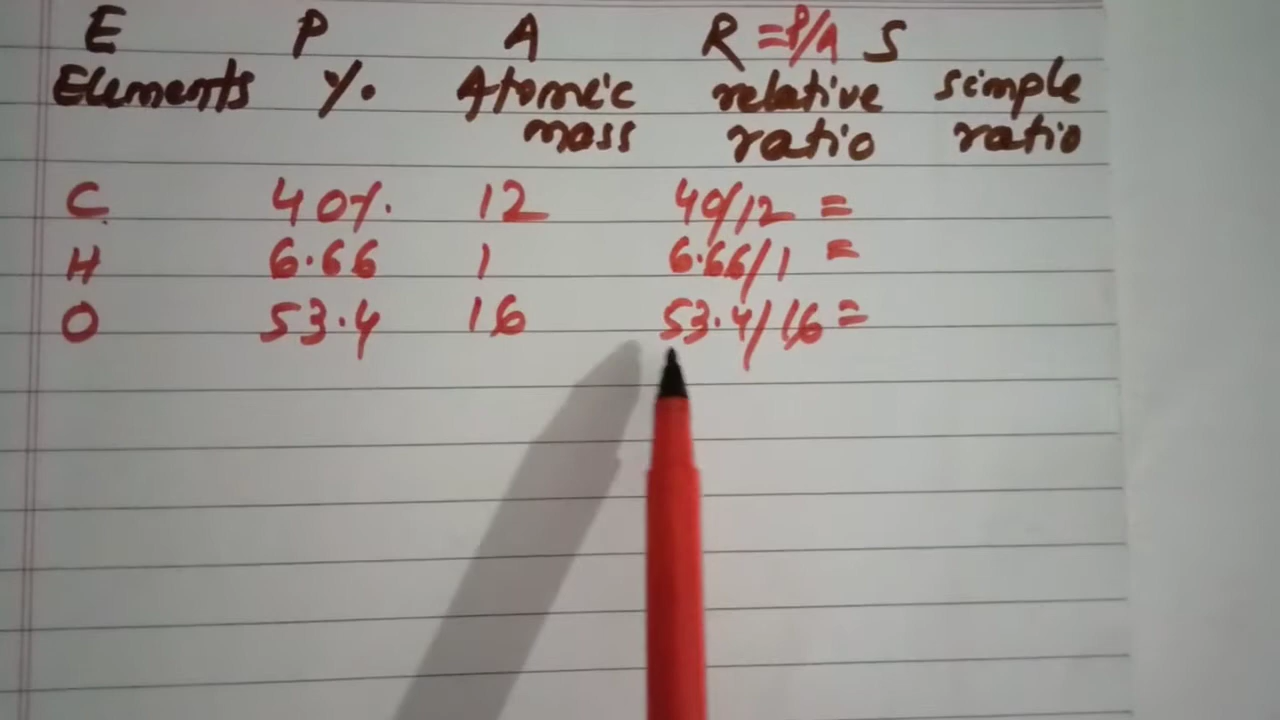 E P A R =P/A S
Elements %. Atomic mass relative ratio simple ratio
C 40%. 12 40/12 =
H 6.66 1 6.66/1 =
O 53.4 16 53.4/16 =